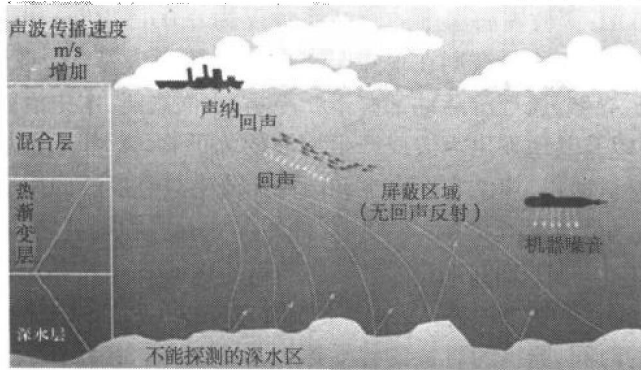 声波传播速度
m/s
增加
声纳
回声
混合层
回声
热渐变层
屏蔽区域
(无回声反射)
机器噪音
深水层
不能探测的深水区